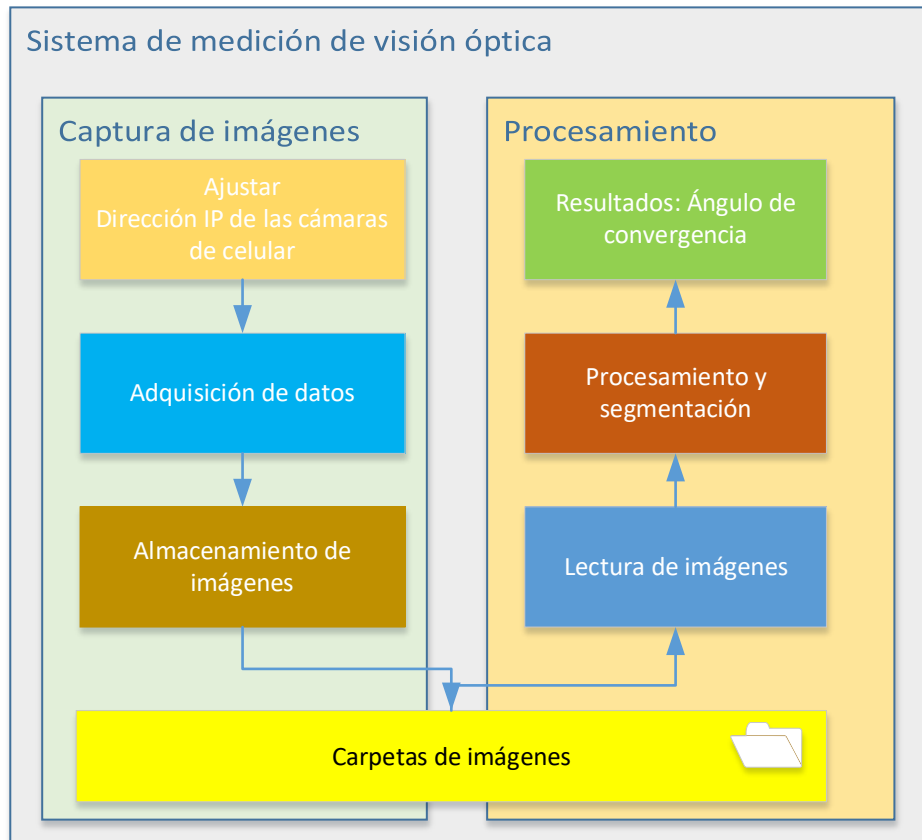 Sistema de medición de visión óptica
Captura de imágenes
Ajustar
Dirección IP de las cámaras
de celular
Adquisición de datos
Almacenamiento de
imágenes
Procesamiento
Resultados: Ángulo de
convergencia
Procesamiento y
segmentación
Lectura de imágenes
Carpetas de imágenes